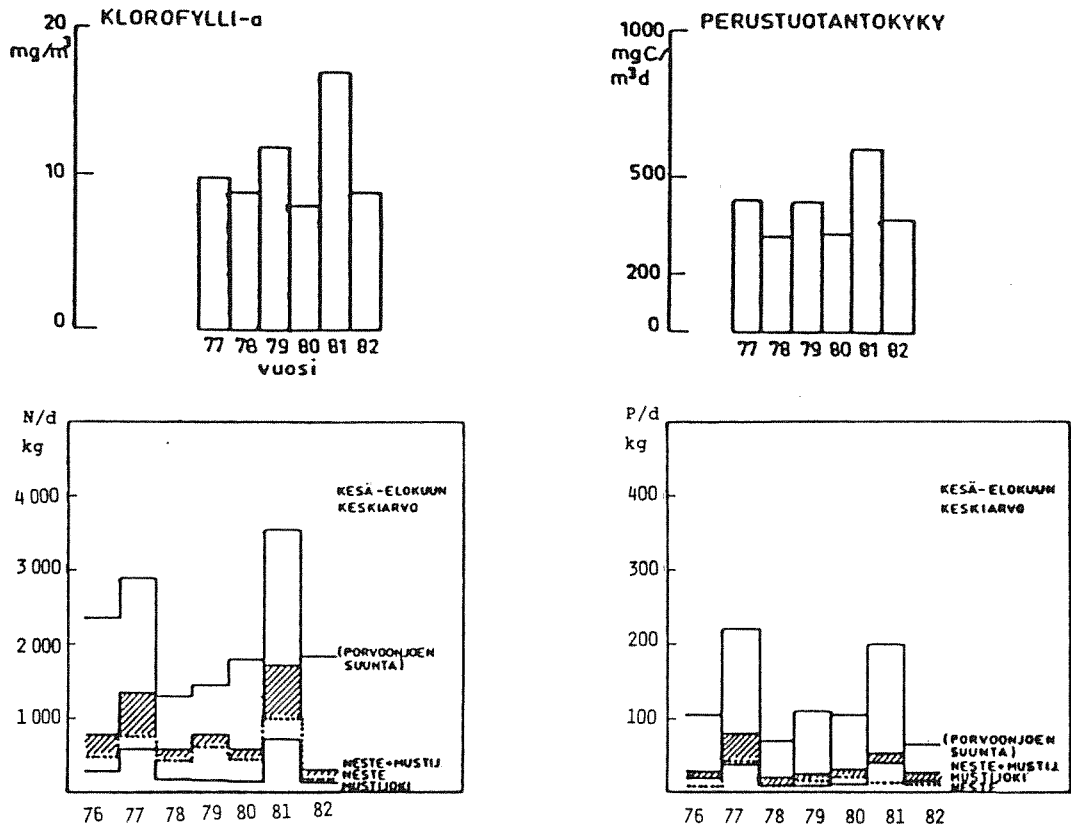 KLOROFYLLI-a
20
mg/m³
10
0
77 78 79 80 81 82
vuosi
PERUSTUOTANTOKYKY
1000
mgC/
m³d
500
200
0
77 78 79 80 81 82
N/d
kg
4 000
3 000
2 000
1 000
KESÄ-ELOKUUN
KESKIARVO
(PORVOONJOEN
SUUNTA)
NESTE+MUSTIJ.
NESTE
MUSTIJOKI
76 77 78 79 80 81 82
P/d
kg
400
300
200
100
KESÄ-ELOKUUN
KESKIARVO
(PORVOONJOEN
SUUNTA)
NESTE+MUSTIJ.
MUSTIJOKI
NESTE
76 77 78 79 80 81 82